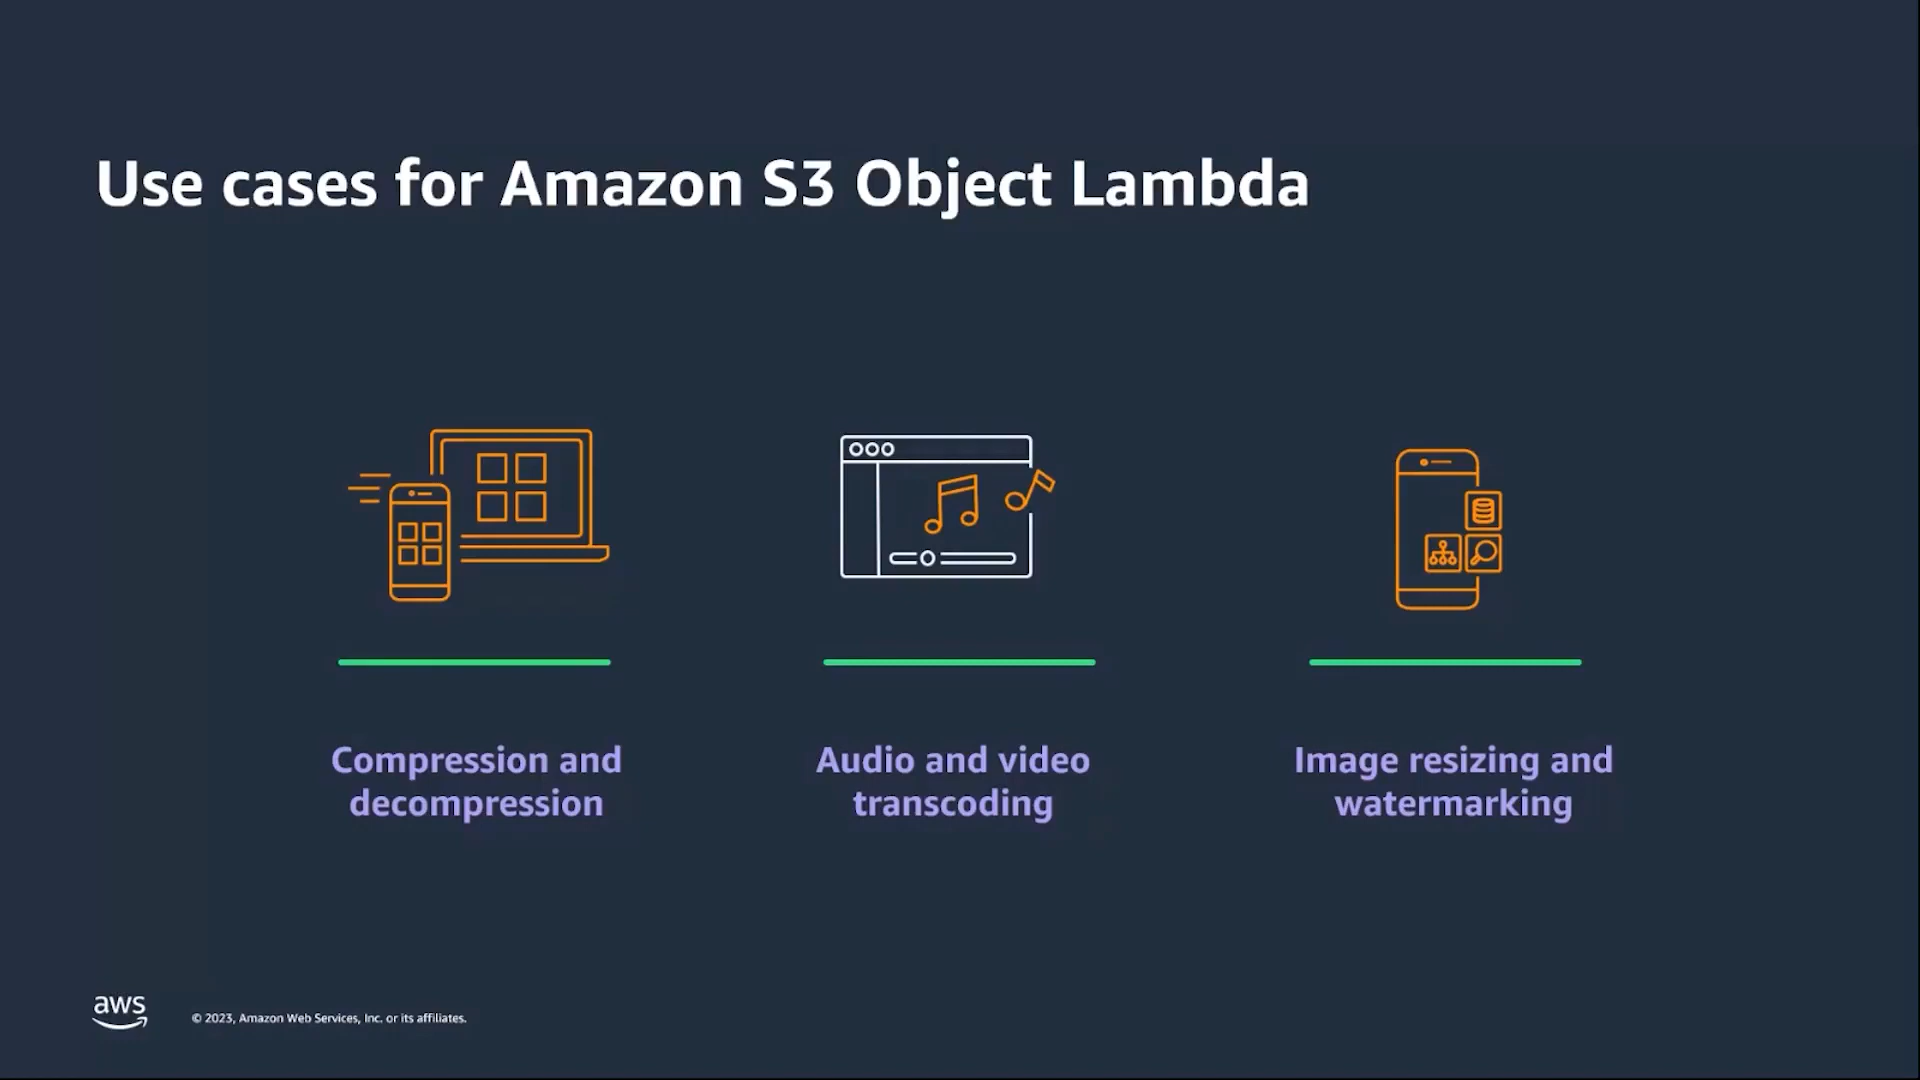 Use cases for Amazon S3 Object Lambda
Compression and
decompression
Audio and video
transcoding
Image resizing and
watermarking
aws
© 2023, Amazon Web Services, Inc. or its affiliates.